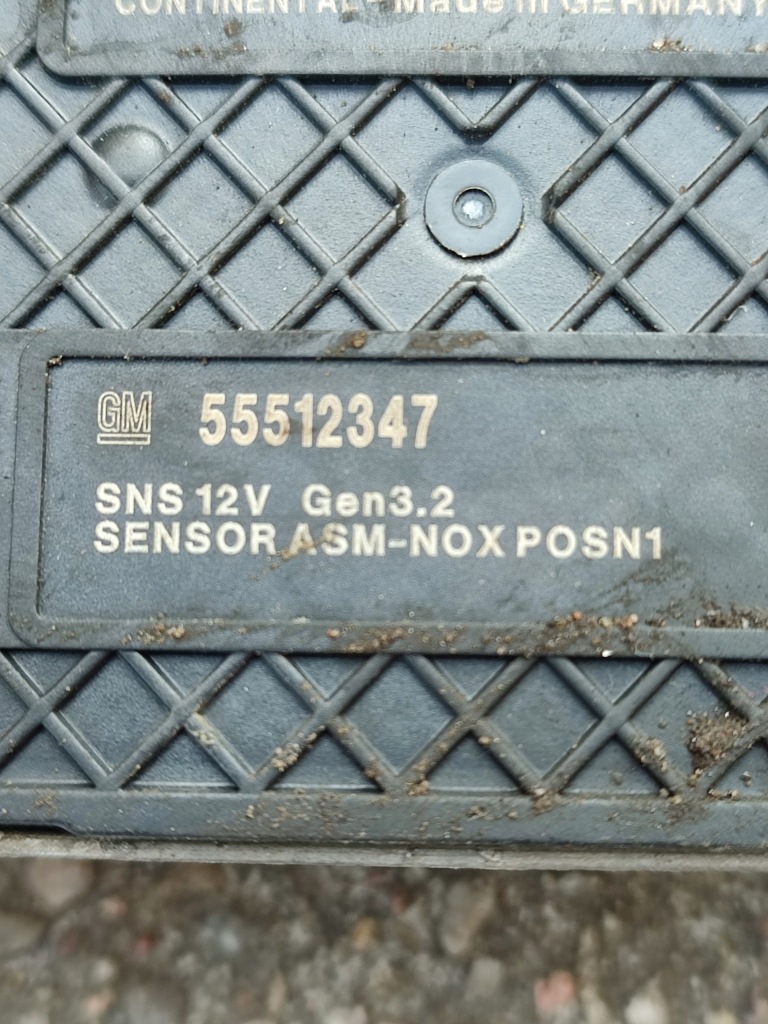 CONTINENTAL- Made in GERMANY
GM 55512347
SNS 12V Gen3.2
SENSOR ASM-NOX POSN1